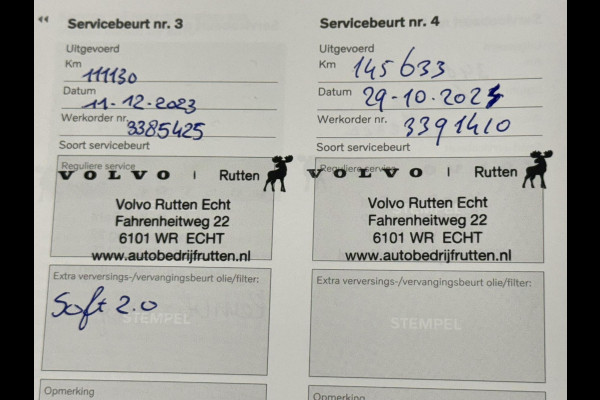 ‹‹ Servicebeurt nr. 3
Uitgevoerd
Km 111130
Datum 11-12-2023
Werkorder nr. 3385425
Soort servicebeurt
Reguliere service
VOLVO | Rutten
Volvo Rutten Echt
Fahrenheitweg 22
6101 WR ECHT
www.autobedrijfrutten.nl
Extra verversings-/vervangingsbeurt olie/filter:
Soft 2.0
STEMPEL
Opmerking
Servicebeurt nr. 4
Uitgevoerd
Km 145633
Datum 29-10-202
Werkorder nr. 3391410
Soort servicebeurt
Reguliere service
VOLVO | Rutten
Volvo Rutten Echt
Fahrenheitweg 22
6101 WR ECHT
www.autobedrijfrutten.nl
Extra verversings-/vervangingsbeurt olie/filter:
STEMPEL
Opmerking